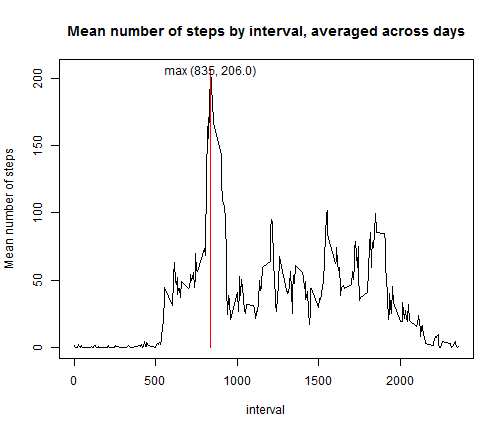 Mean number of steps by interval, averaged across days
max (835, 206.0)
200
150
100
50
0
Mean number of steps
0 500 1000 1500 2000
interval